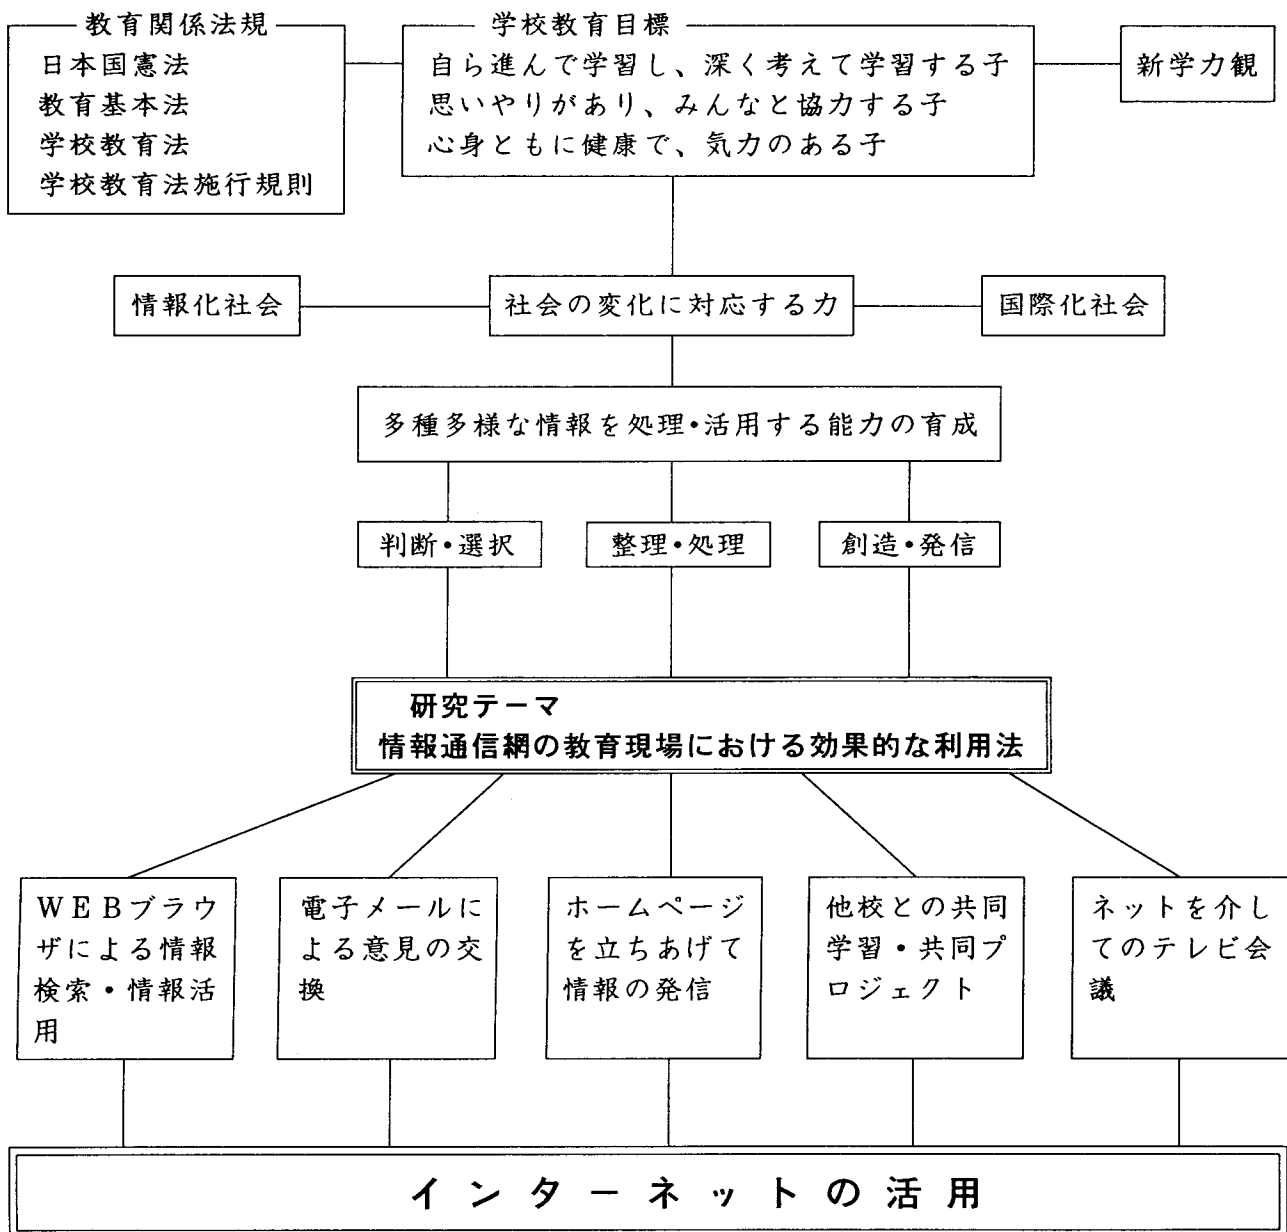 教育関係法規
日本国憲法
教育基本法
学校教育法
学校教育法施行規則
学校教育目標
自ら進んで学習し、深く考えて学習する子
思いやりがあり、みんなと協力する子
心身ともに健康で、気力のある子
新学力観
情報化社会
社会の変化に対応する力
国際化社会
多種多様な情報を処理・活用する能力の育成
判断・選択
整理・処理
創造・発信
研究テーマ
情報通信網の教育現場における効果的な利用法
WEBブラウ
ザによる情報
検索・情報活
用
電子メールに
よる意見の交
換
ホームページ
を立ちあげて
情報の発信
他校との共同
学習・共同プ
ロジェクト
ネットを介し
てのテレビ会
議
インターネットの活用